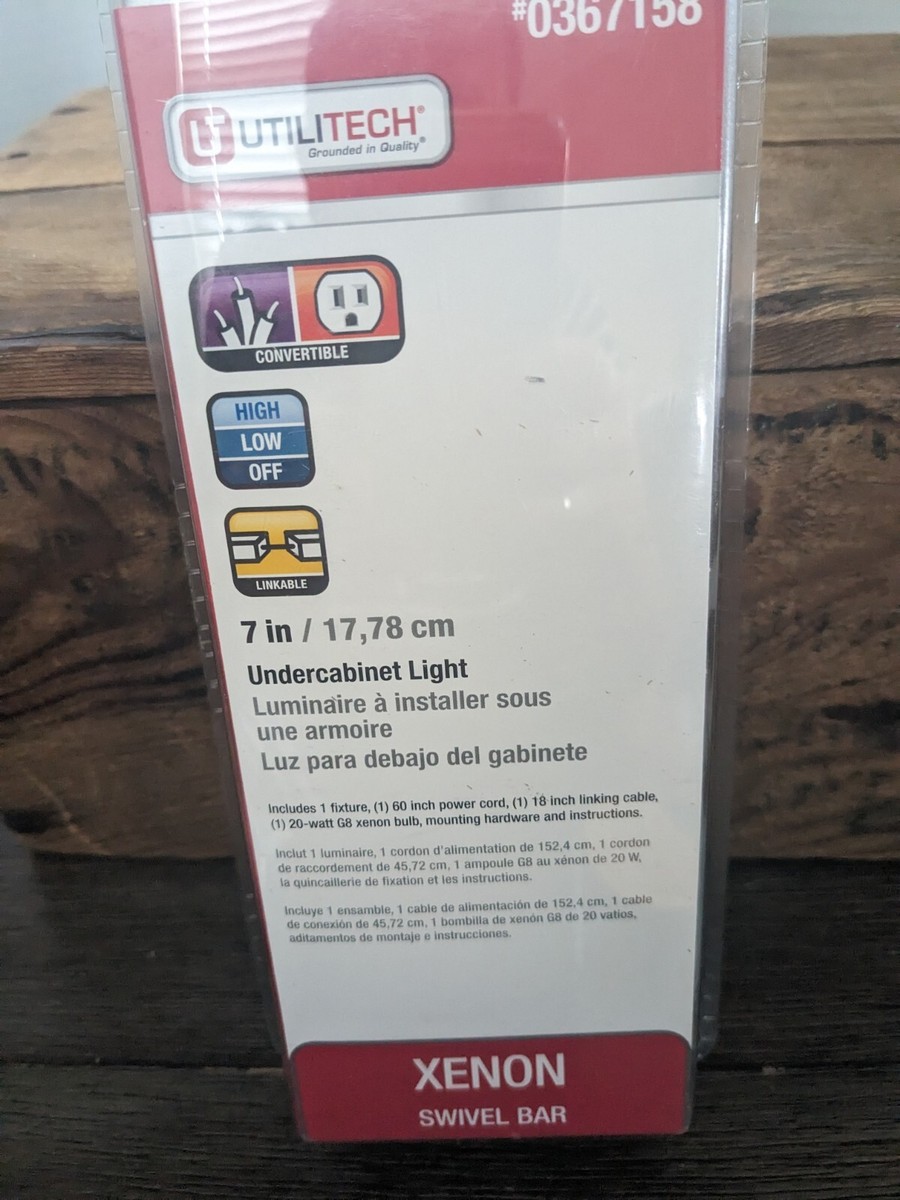 #0367158
UT UTILITECH®
Grounded in Quality®
CONVERTIBLE
HIGH
LOW
OFF
LINKABLE
7 in / 17,78 cm
Undercabinet Light
Luminaire à installer sous
une armoire
Luz para debajo del gabinete
Includes 1 fixture, (1) 60 inch power cord, (1) 18 inch linking cable,
(1) 20-watt G8 xenon bulb, mounting hardware and instructions.
Inclut 1 luminaire, 1 cordon d'alimentation de 152,4 cm, 1 cordon
de raccordement de 45,72 cm, 1 ampoule G8 au xénon de 20 W,
la quincaillerie de fixation et les instructions.
Incluye 1 ensamble, 1 cable de alimentación de 152,4 cm, 1 cable
de conexión de 45,72 cm, 1 bombilla de xenón G8 de 20 vatios,
aditamentos de montaje e instrucciones.
XENON
SWIVEL BAR